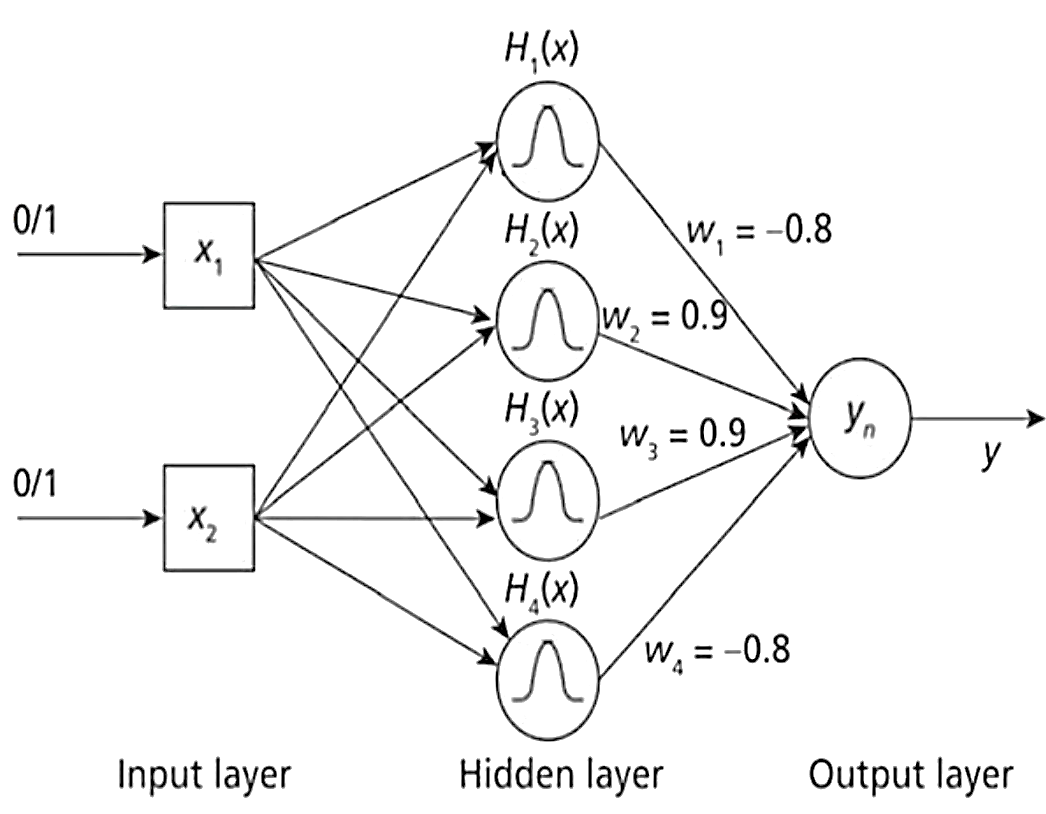 H₁(x)
0/1
x₁
H₂(x)
w₁ = –0.8
w₂ = 0.9
H₃(x)
w₃ = 0.9
yₙ
y
0/1
x₂
H₄(x)
w₄ = –0.8
Input layer
Hidden layer
Output layer